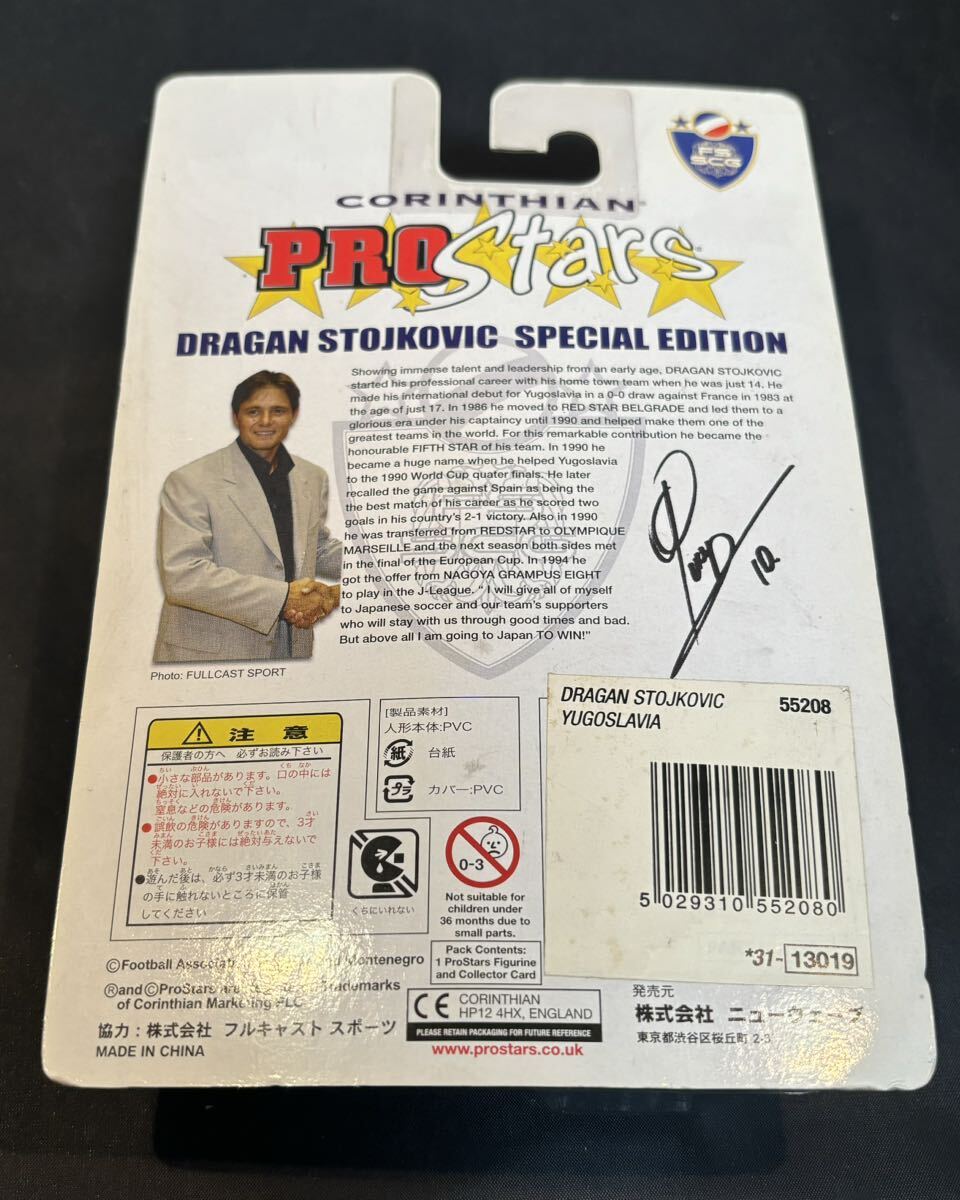 FS
SCG
CORINTHIAN®
PROStars®
DRAGAN STOJKOVIC SPECIAL EDITION
Showing immense talent and leadership from an early age, DRAGAN STOJKOVIC
started his professional career with his home town team when he was just 14. He
made his international debut for Yugoslavia in a 0-0 draw against France in 1983 at
the age of just 17. In 1986 he moved to RED STAR BELGRADE and led them to a
glorious era under his captaincy until 1990 and helped make them one of the
greatest teams in the world. For this remarkable contribution he became the
honourable FIFTH STAR of his team. In 1990 he
became a huge name when he helped Yugoslavia
to the 1990 World Cup quater finals. He later
recalled the game against Spain as being the
the best match of his career as he scored two
goals in his country's 2-1 victory. Also in 1990
he was transferred from REDSTAR to OLYMPIQUE
MARSEILLE and the next season both sides met
in the final of the European Cup. In 1994 he
got the offer from NAGOYA GRAMPUS EIGHT
to play in the J-League. " I will give all of myself
to Japanese soccer and our team's supporters
who will stay with us through good times and bad.
But above all I am going to Japan TO WIN!"
10
Photo: FULLCAST SPORT
注意
保護者の方へ 必ずお読み下さい
●小さな部品があります。口の中には
絶対に入れないで下さい。
窒息などの危険があります。
●誤飲の危険がありますので、3才
未満のお子様には絶対与えないで
下さい。
●遊んだ後は、必ず3才未満のお子様
の手に触れないところに保管
してください
[製品素材]
人形本体:PVC
紙 台紙
プラ カバー:PVC
くちにいれない
0-3
Not suitable for
children under
36 months due to
small parts.
Pack Contents:
1 ProStars Figurine
and Collector Card
DRAGAN STOJKOVIC 55208
YUGOSLAVIA
5 029310 552080
*31-13019
©Football and Montenegro
®and ©ProStars are Trademarks
of Corinthian Marketing PLC
協力:株式会社 フルキャスト スポーツ
MADE IN CHINA
CE CORINTHIAN
HP12 4HX, ENGLAND
PLEASE RETAIN PACKAGING FOR FUTURE REFERENCE
www.prostars.co.uk
発売元
株式会社 ニューウェーブ
東京都渋谷区桜丘町